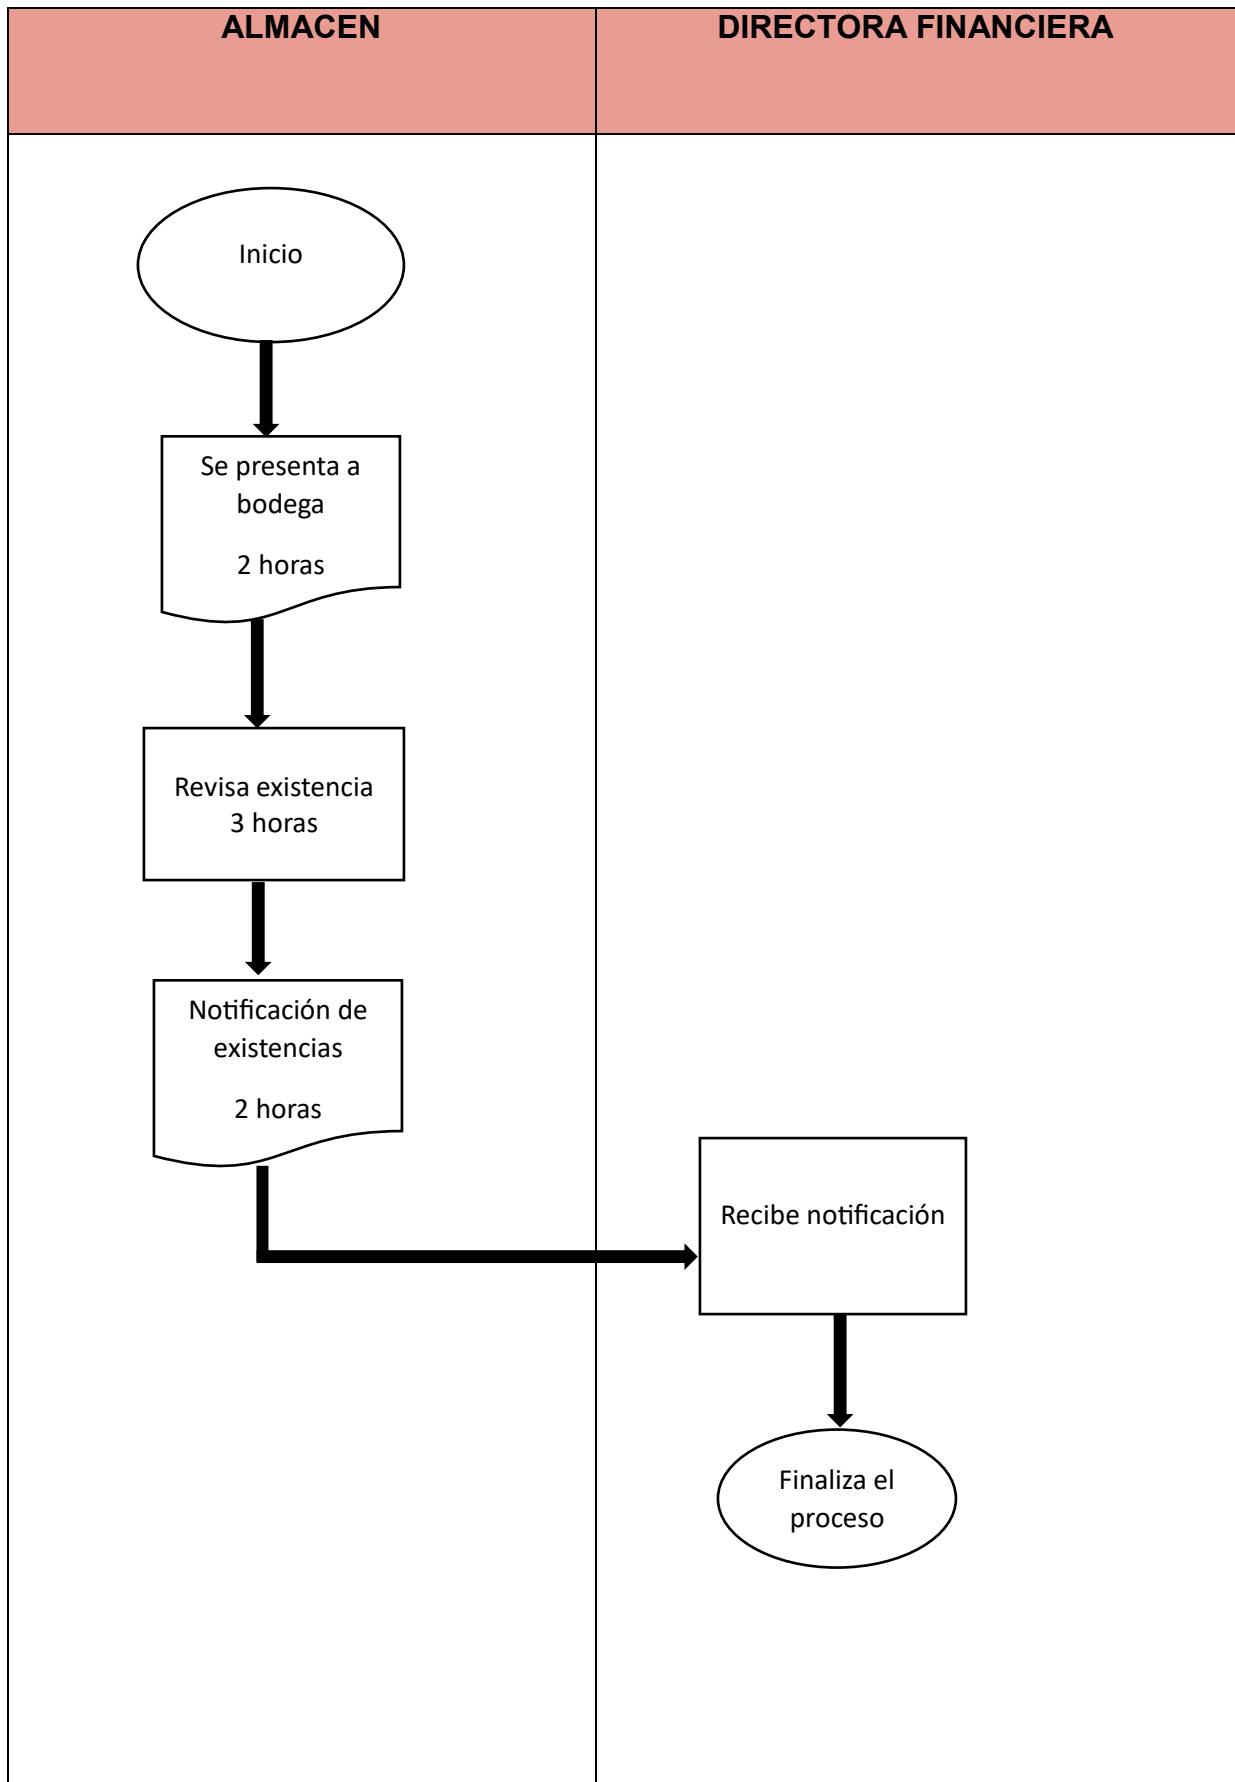 ALMACEN
DIRECTORA FINANCIERA
Inicio
Se presenta a
bodega
2 horas
Revisa existencia
3 horas
Notificación de
existencias
2 horas
Recibe notificación
Finaliza el
proceso